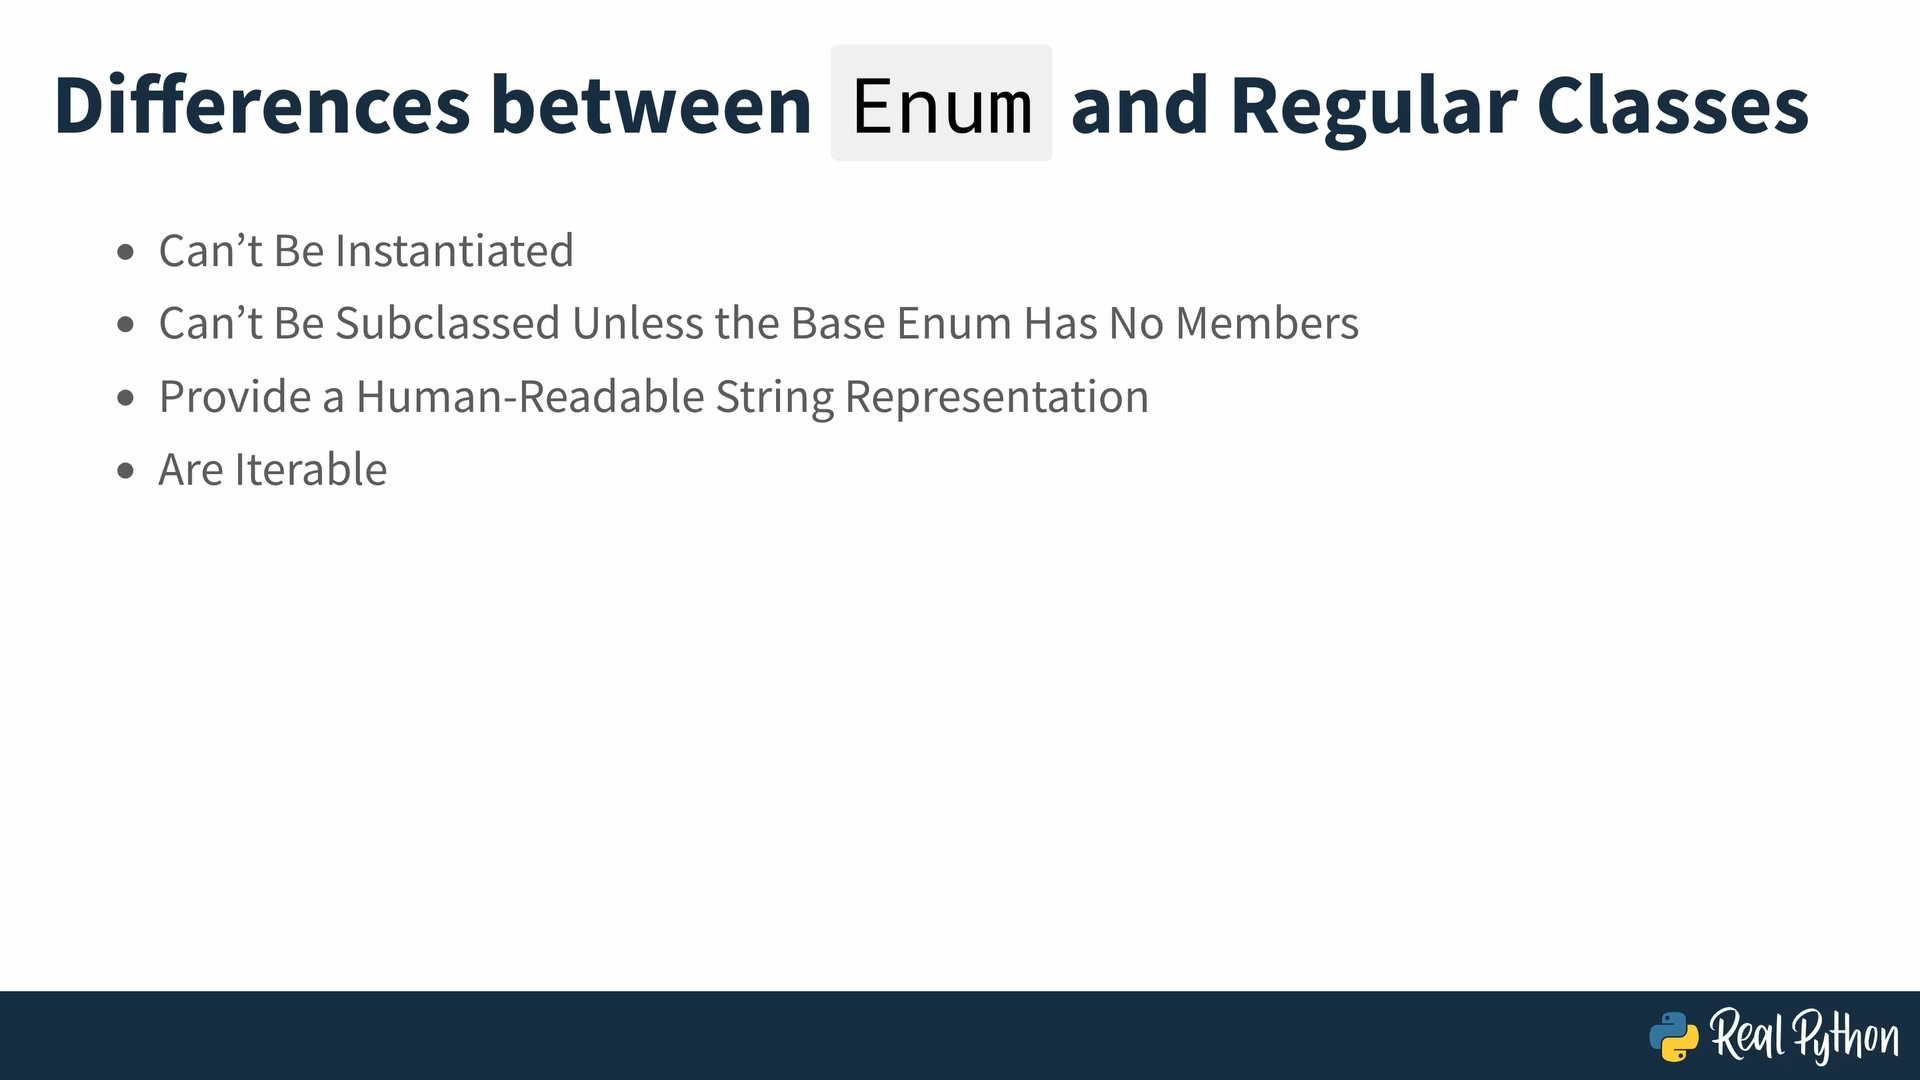 Differences between Enum and Regular Classes
• Can’t Be Instantiated
• Can’t Be Subclassed Unless the Base Enum Has No Members
• Provide a Human-Readable String Representation
• Are Iterable
Real Python